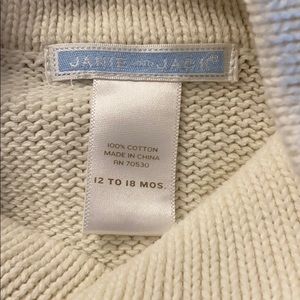 JANIE AND JACK®
100% COTTON
MADE IN CHINA
RN 70530
12 TO 18 MOS.